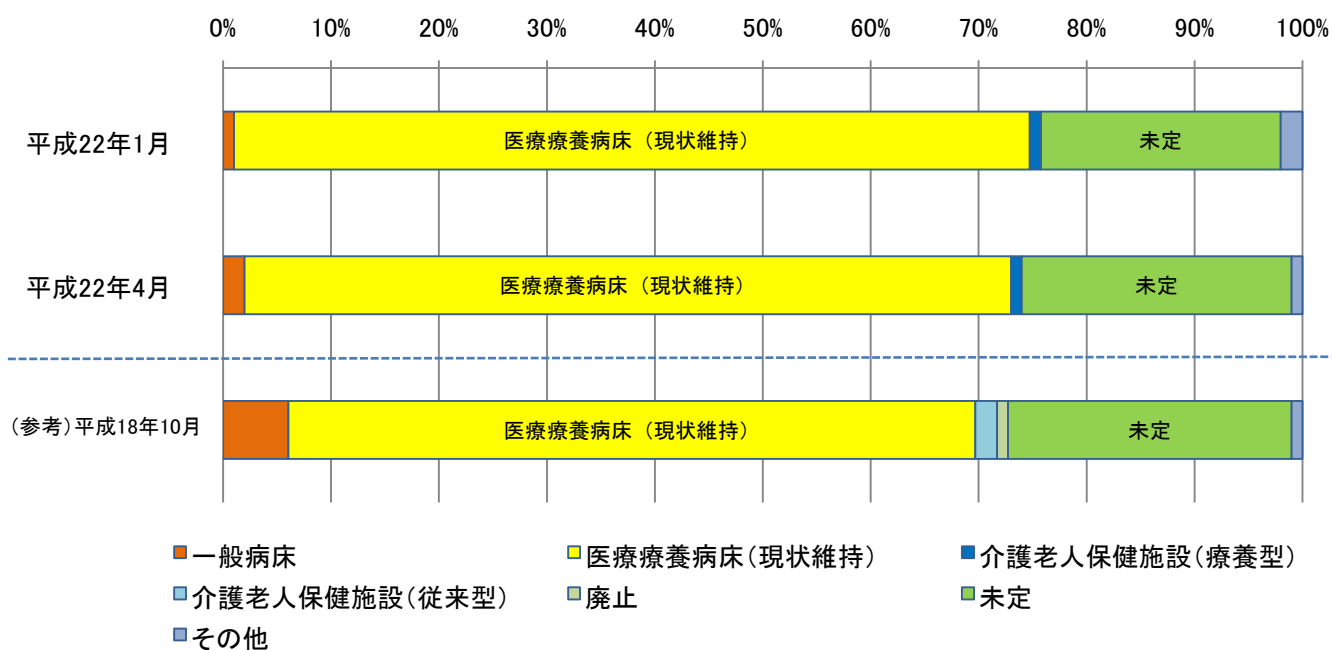 0% 10% 20% 30% 40% 50% 60% 70% 80% 90% 100%
平成22年1月 医療療養病床（現状維持） 未定
平成22年4月 医療療養病床（現状維持） 未定
（参考）平成18年10月 医療療養病床（現状維持） 未定
一般病床 医療療養病床（現状維持） 介護老人保健施設（療養型）
介護老人保健施設（従来型） 廃止 未定
その他